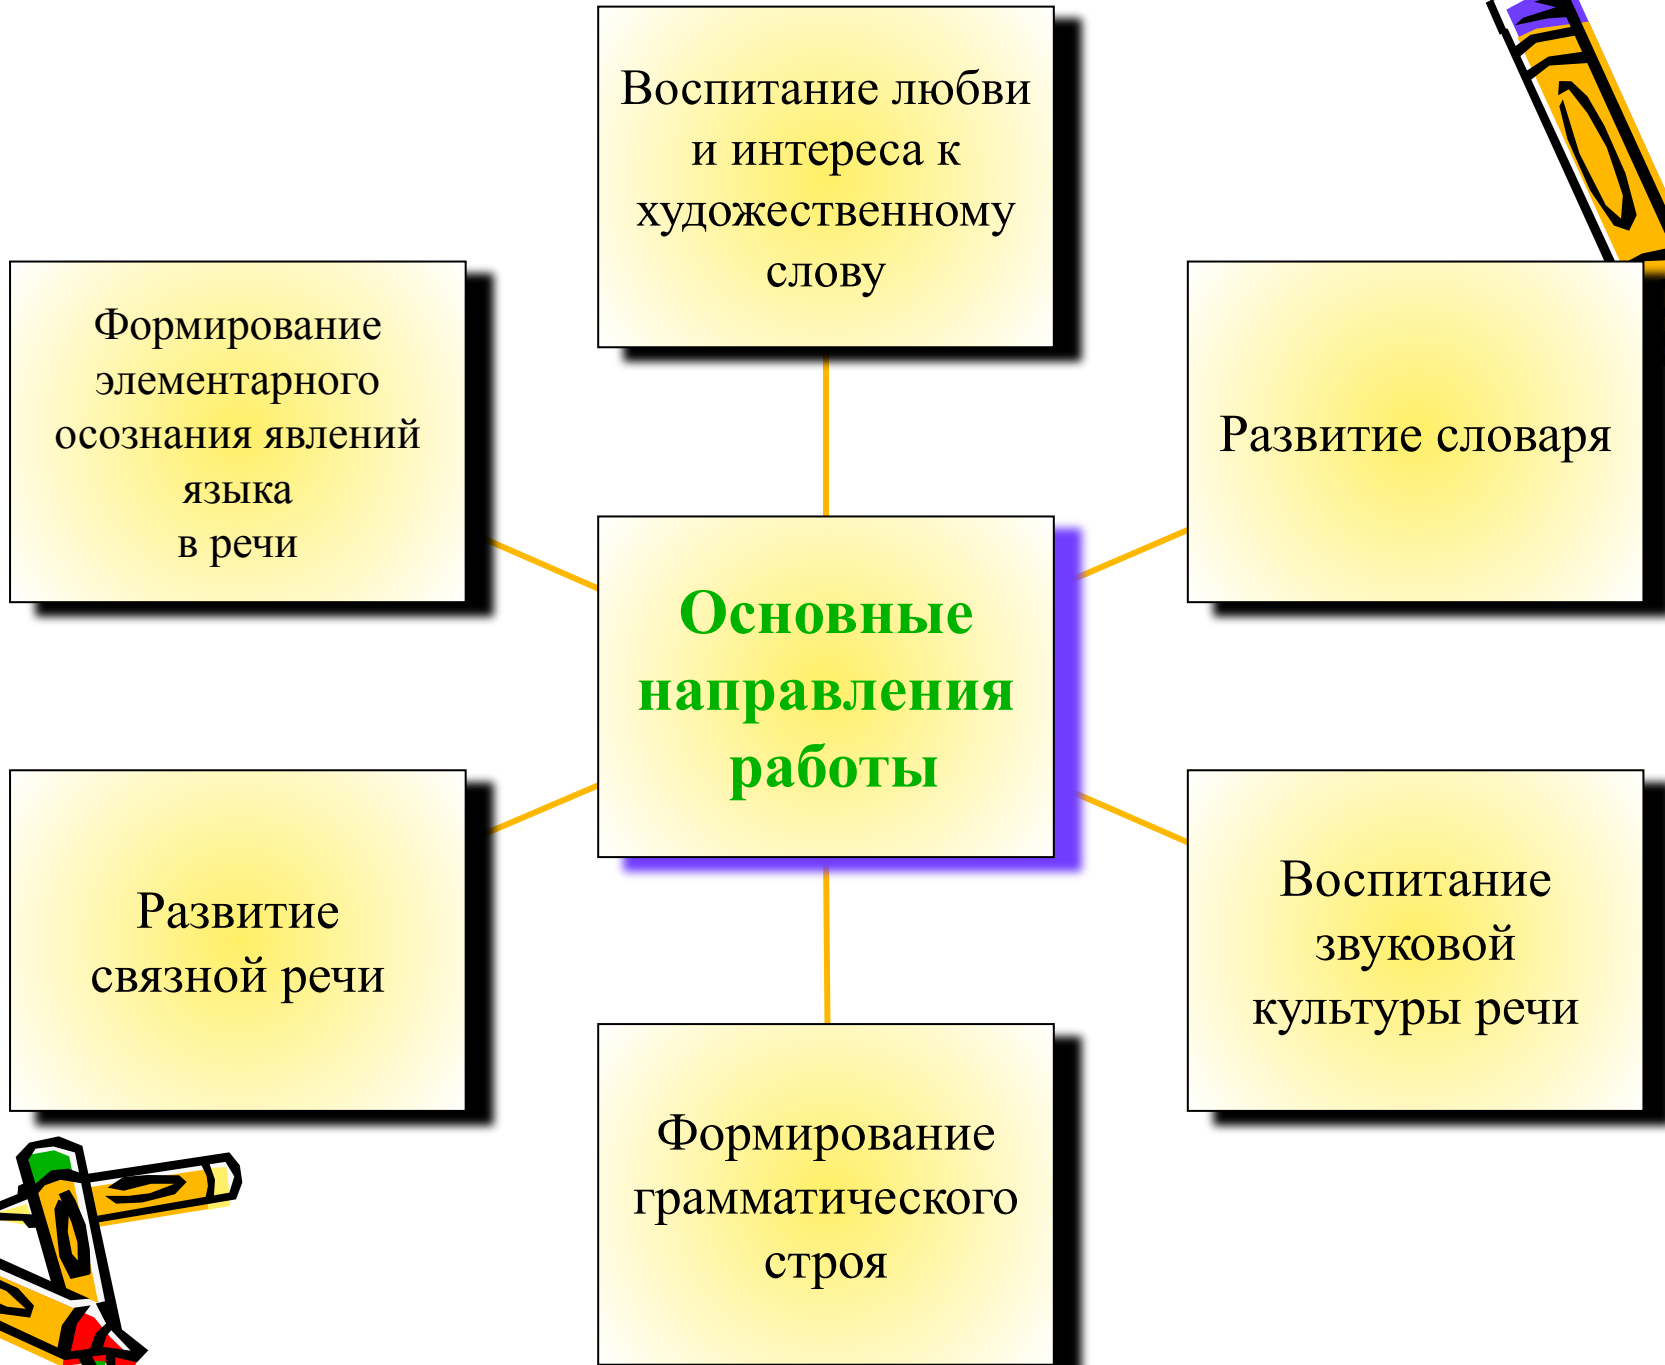 Воспитание любви
и интереса к
художественному
слову
Формирование
элементарного
осознания явлений
языка
в речи
Развитие словаря
Основные
направления
работы
Развитие
связной речи
Воспитание
звуковой
культуры речи
Формирование
грамматического
строя